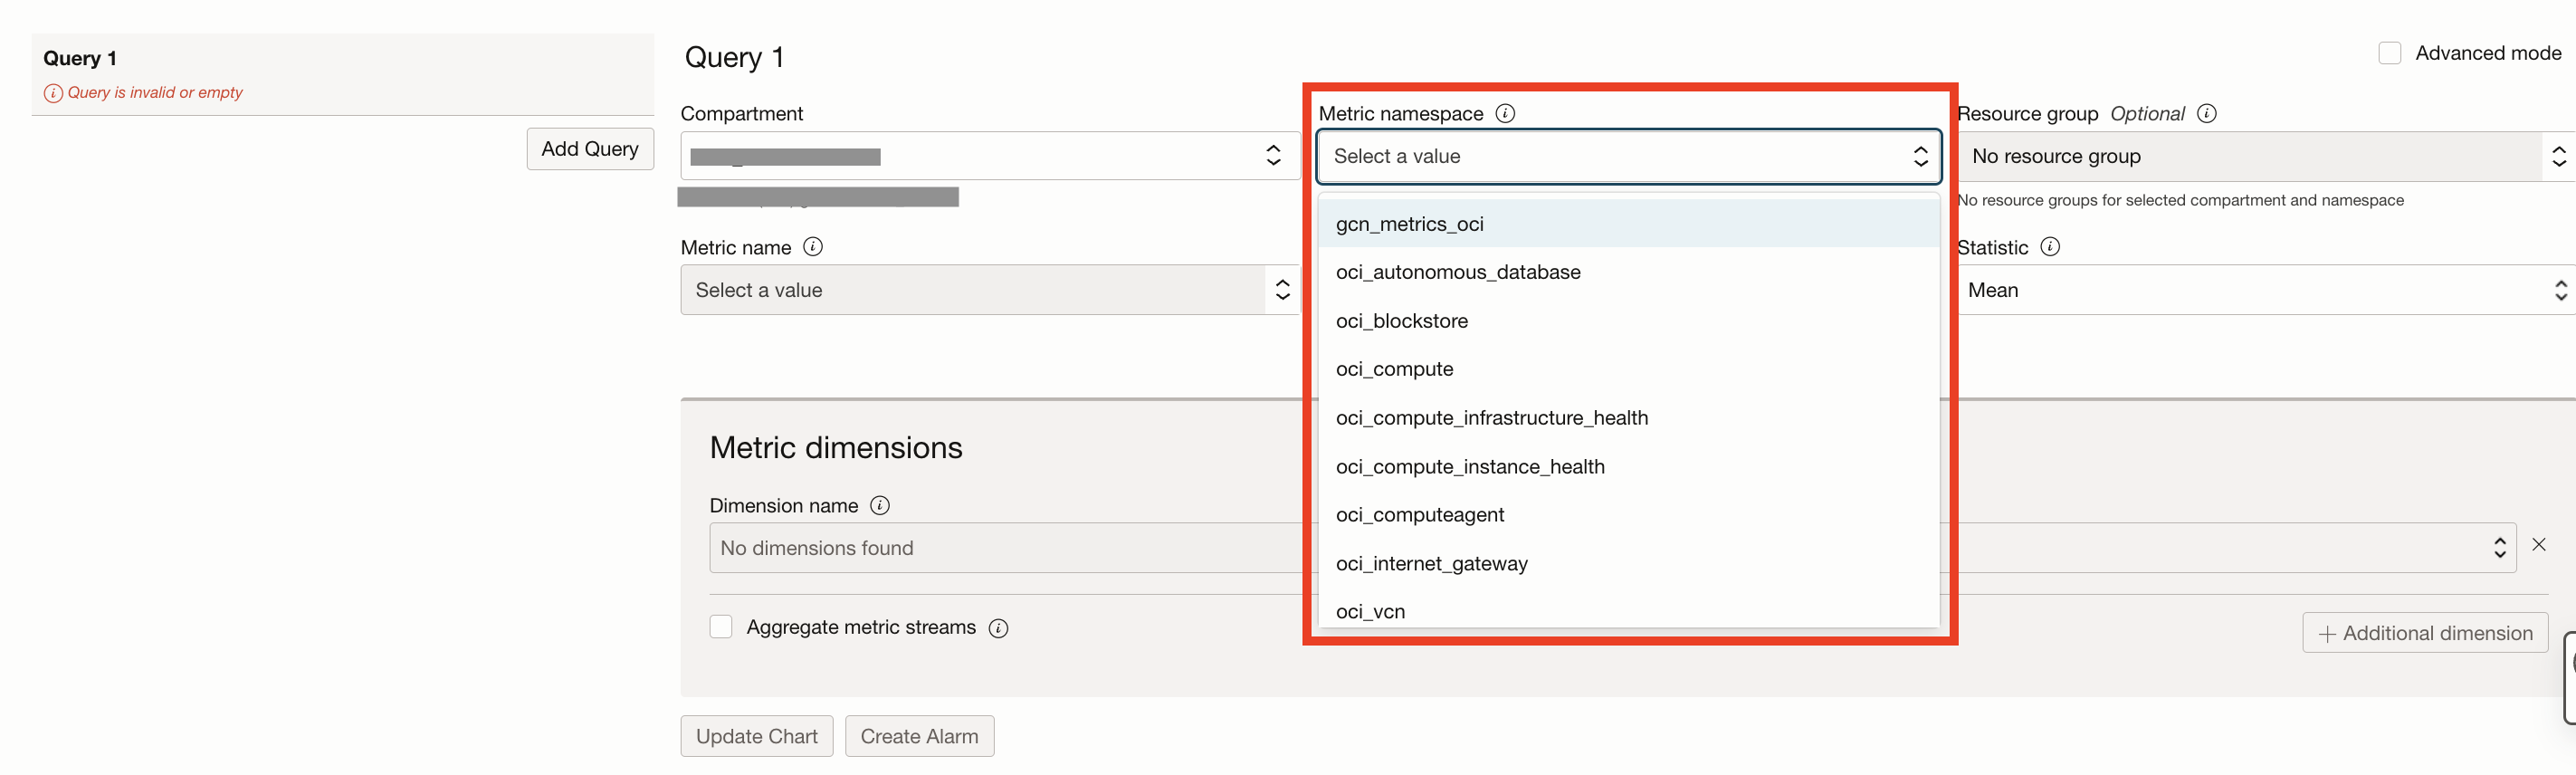 Query 1
Query is invalid or empty
Add Query
Query 1
Advanced mode
Compartment
Metric name
Select a value
Metric namespace
Select a value
gcn_metrics_oci
oci_autonomous_database
oci_blockstore
oci_compute
oci_compute_infrastructure_health
oci_compute_instance_health
oci_computeagent
oci_internet_gateway
oci_vcn
Resource group Optional
No resource group
No resource groups for selected compartment and namespace
Statistic
Mean
Metric dimensions
Dimension name
No dimensions found
Aggregate metric streams
+ Additional dimension
Update Chart
Create Alarm